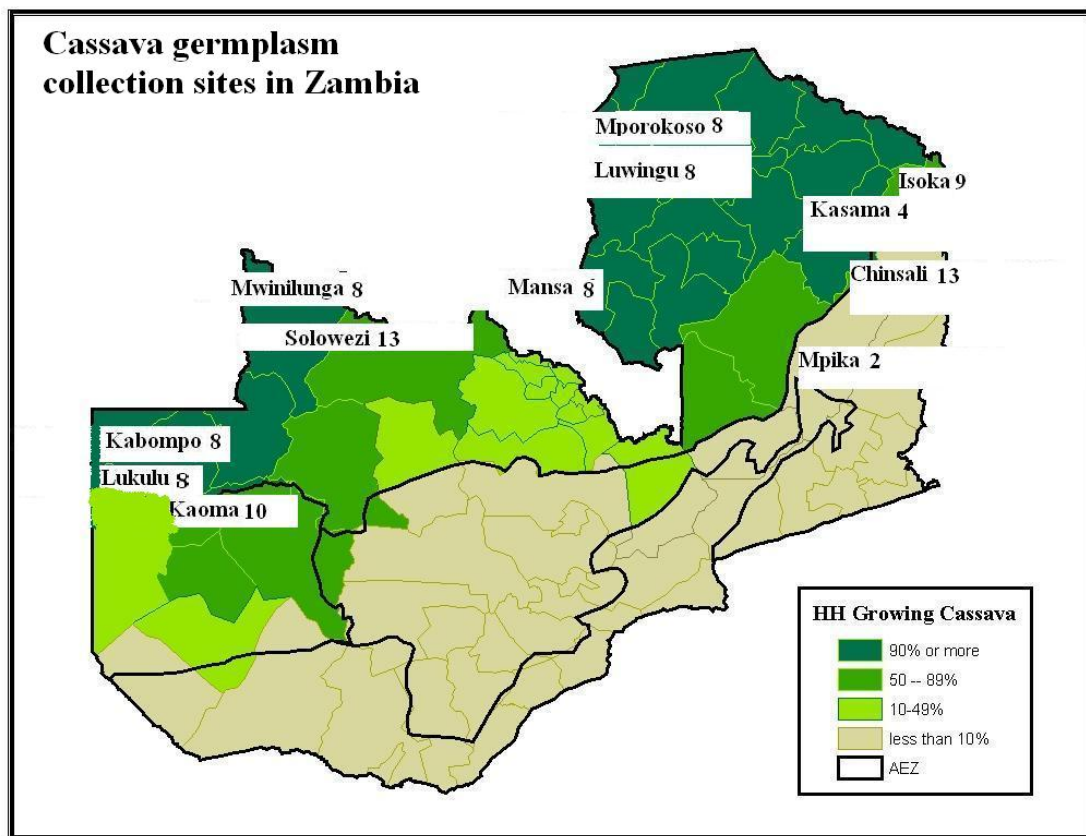 Cassava germplasm
collection sites in Zambia
Mporokoso 8
Luwingu 8
Isoka 9
Kasama 4
Chinsali 13
Mwinilunga 8
Mansa 8
Solowezi 13
Mpika 2
Kabompo 8
Lukulu 8
Kaoma 10
HH Growing Cassava
90% or more
50 -- 89%
10-49%
less than 10%
AEZ